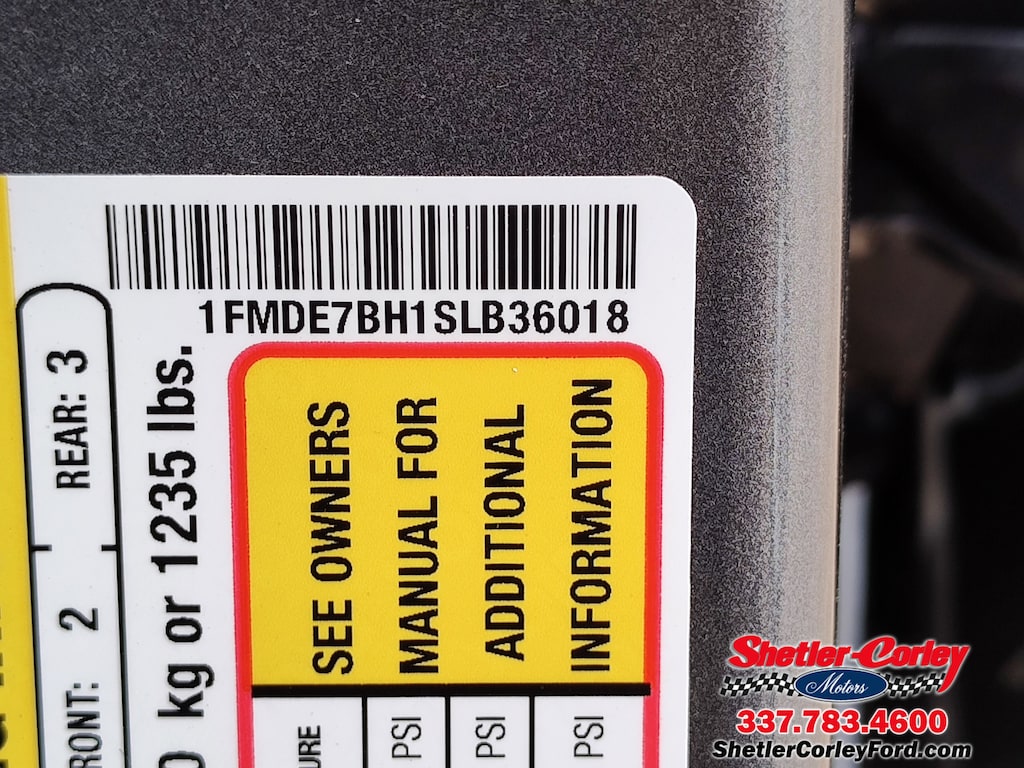 1FMDE7BH1SLB36018
REAR: 3
2
kg or 1235 lbs.
SEE OWNERS
MANUAL FOR
ADDITIONAL
INFORMATION
PSI
PSI
PSI
Shetler-Corley
Motors
337.783.4600
ShetlerCorleyFord.com